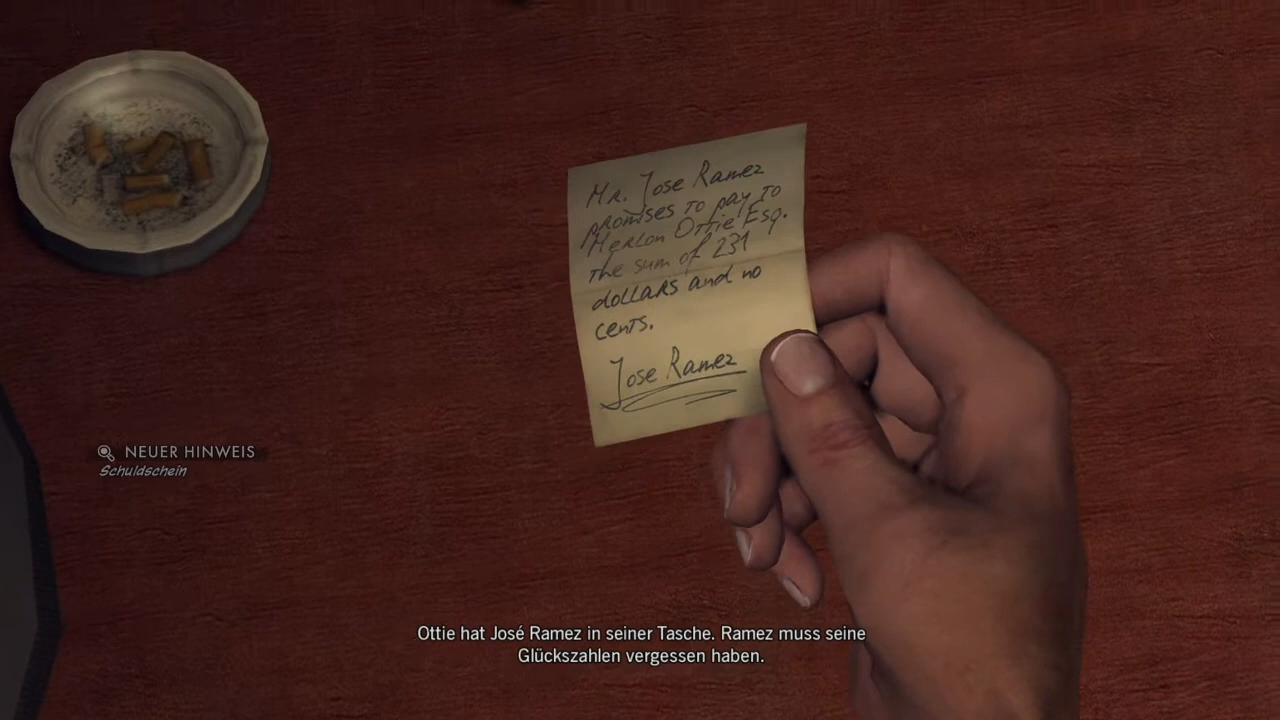 Mr. Jose Ramez
promises to pay to
Merlon Ottie Esq.
the sum of 231
dollars and no
cents.
Jose Ramez
NEUER HINWEIS
Schuldschein
Ottie hat José Ramez in seiner Tasche. Ramez muss seine
Glückszahlen vergessen haben.